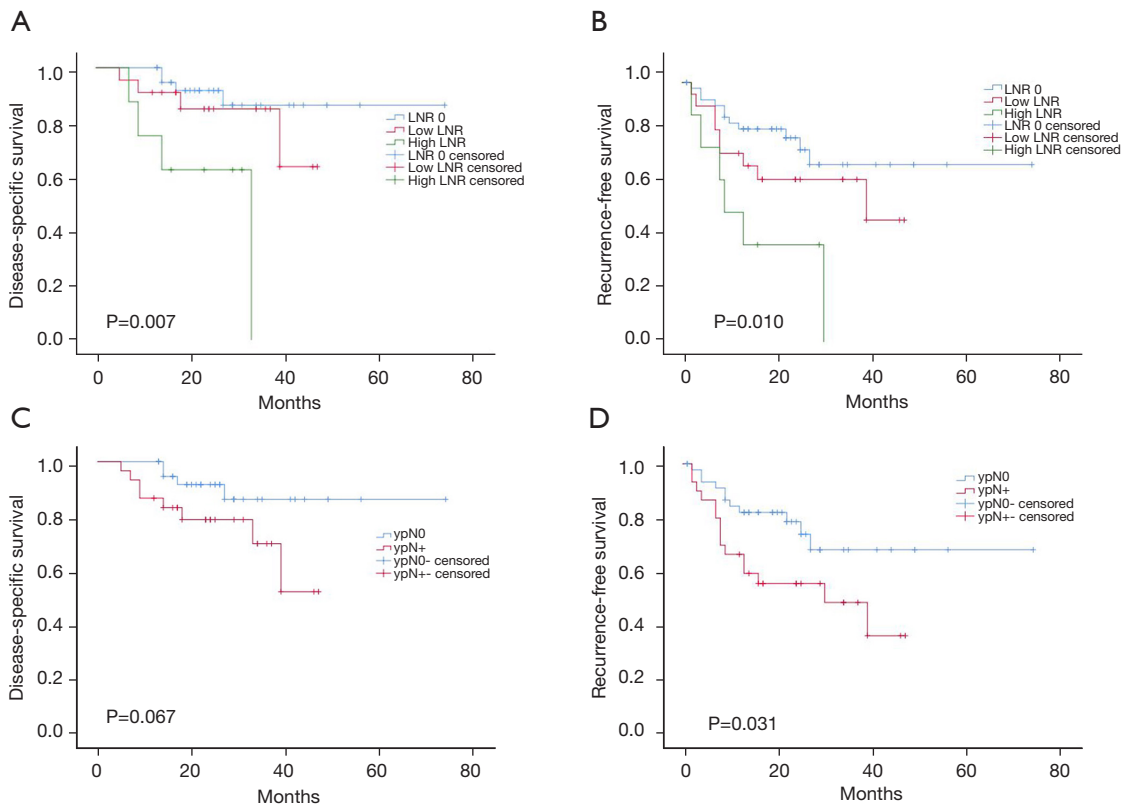 A
Disease-specific survival
1.0
0.8
0.6
0.4
0.2
0.0
LNR 0
Low LNR
High LNR
LNR 0 censored
Low LNR censored
High LNR censored
P=0.007
0 20 40 60 80
Months
B
Recurrence-free survival
1.0
0.8
0.6
0.4
0.2
0.0
LNR 0
Low LNR
High LNR
LNR 0 censored
Low LNR censored
High LNR censored
P=0.010
0 20 40 60 80
Months
C
Disease-specific survival
1.0
0.8
0.6
0.4
0.2
0.0
ypN0
ypN+
ypN0- censored
ypN+- censored
P=0.067
0 20 40 60 80
Months
D
Recurrence-free survival
1.0
0.8
0.6
0.4
0.2
0.0
ypN0
ypN+
ypN0- censored
ypN+- censored
P=0.031
0 20 40 60 80
Months